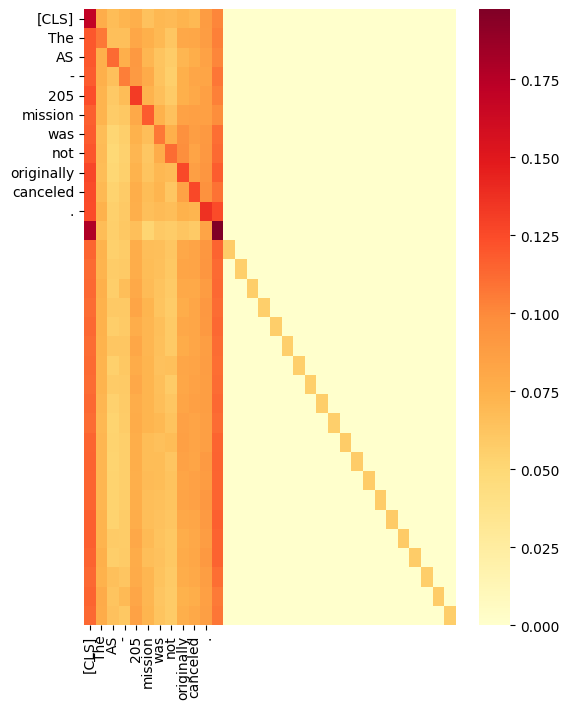 [CLS]
The
AS
-
205
mission
was
not
originally
canceled
.
0.175
0.150
0.125
0.100
0.075
0.050
0.025
0.000
[CLS]
The
AS
-
205
mission
was
not
originally
canceled
.